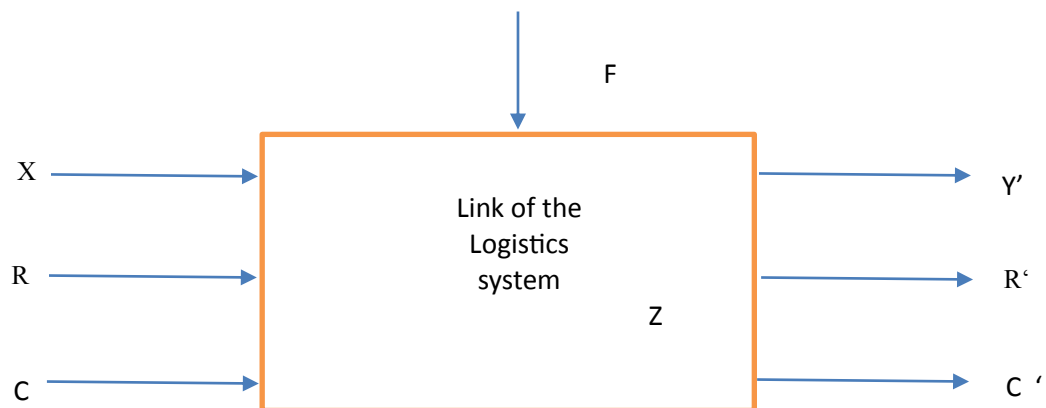 F
X
Y’
Link of the
Logistics
system
R
R‘
Z
C
C ‘